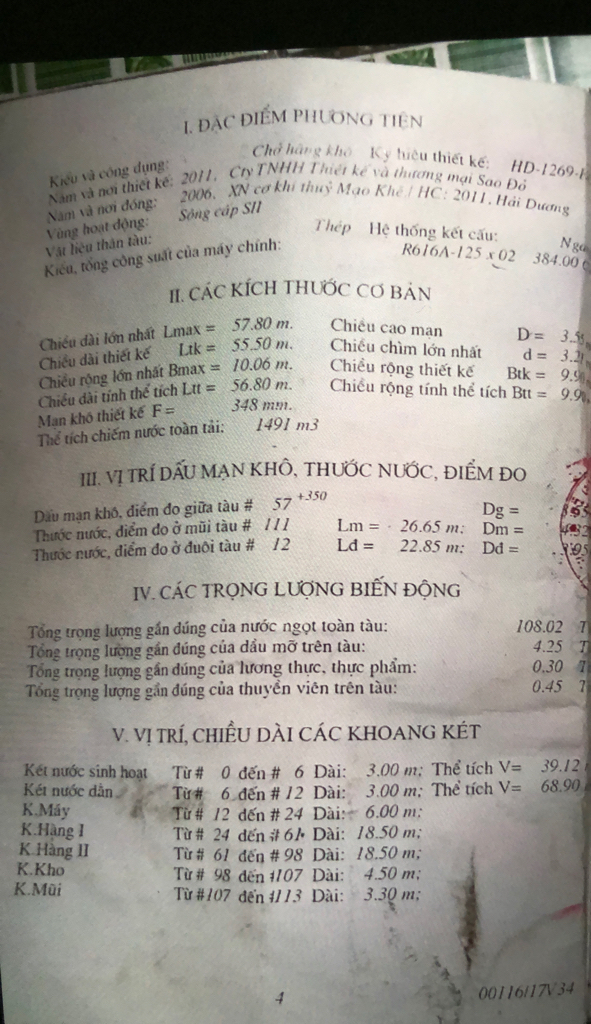 I. ĐẶC ĐIỂM PHƯƠNG TIỆN
Kiểu và công dụng: Chở hàng khô Ký hiệu thiết kế: HD-1269-
Năm và nơi thiết kế: 2011, Cty TNHH Thiết kế và thương mại Sao Đỏ
Năm và nơi đóng: 2006, XN cơ khí thuỷ Mạo Khê / HC: 2011, Hải Dương
Vùng hoạt động: Sông cấp SII
Vật liệu thân tàu: Thép Hệ thống kết cấu:
Kiểu, tổng công suất của máy chính: R616A-125 x 02 384.00
II. CÁC KÍCH THƯỚC CƠ BẢN
Chiều dài lớn nhất Lmax = 57.80 m. Chiều cao mạn D = 3.5
Chiều dài thiết kế Ltk = 55.50 m. Chiều chìm lớn nhất d = 3.2
Chiều rộng lớn nhất Bmax = 10.06 m. Chiều rộng thiết kế Btk = 9.9
Chiều dài tính thể tích Ltt = 56.80 m. Chiều rộng tính thể tích Btt = 9.9
Mạn khô thiết kế F = 348 mm.
Thể tích chiếm nước toàn tải: 1491 m3
III. VỊ TRÍ DẤU MẠN KHÔ, THƯỚC NƯỚC, ĐIỂM ĐO
Dấu mạn khô, điểm đo giữa tàu # 57 +350 Dg =
Thước nước, điểm đo ở mũi tàu # 111 Lm = 26.65 m; Dm =
Thước nước, điểm đo ở đuôi tàu # 12 Lđ = 22.85 m; Dđ =
IV. CÁC TRỌNG LƯỢNG BIẾN ĐỘNG
Tổng trọng lượng gần đúng của nước ngọt toàn tàu: 108.02 T
Tổng trọng lượng gần đúng của dầu mỡ trên tàu: 4.25 T
Tổng trọng lượng gần đúng của lương thực, thực phẩm: 0.30 T
Tổng trọng lượng gần đúng của thuyền viên trên tàu: 0.45 T
V. VỊ TRÍ, CHIỀU DÀI CÁC KHOANG KÉT
Két nước sinh hoạt Từ # 0 đến # 6 Dài: 3.00 m; Thể tích V= 39.12
Két nước dằn Từ # 6 đến # 12 Dài: 3.00 m; Thể tích V= 68.90
K.Máy Từ # 12 đến # 24 Dài: 6.00 m;
K.Hàng I Từ # 24 đến # 61 Dài: 18.50 m;
K.Hàng II Từ # 61 đến # 98 Dài: 18.50 m;
K.Kho Từ # 98 đến #107 Dài: 4.50 m;
K.Mũi Từ #107 đến #113 Dài: 3.30 m;
4
00116/17V34